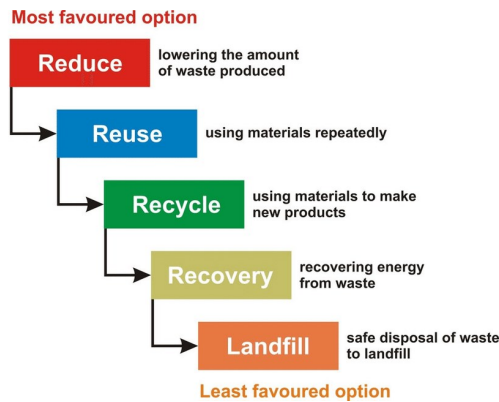 Most favoured option
Reduce
lowering the amount
of waste produced
Reuse
using materials repeatedly
Recycle
using materials to make
new products
Recovery
recovering energy
from waste
Landfill
safe disposal of waste
to landfill
Least favoured option